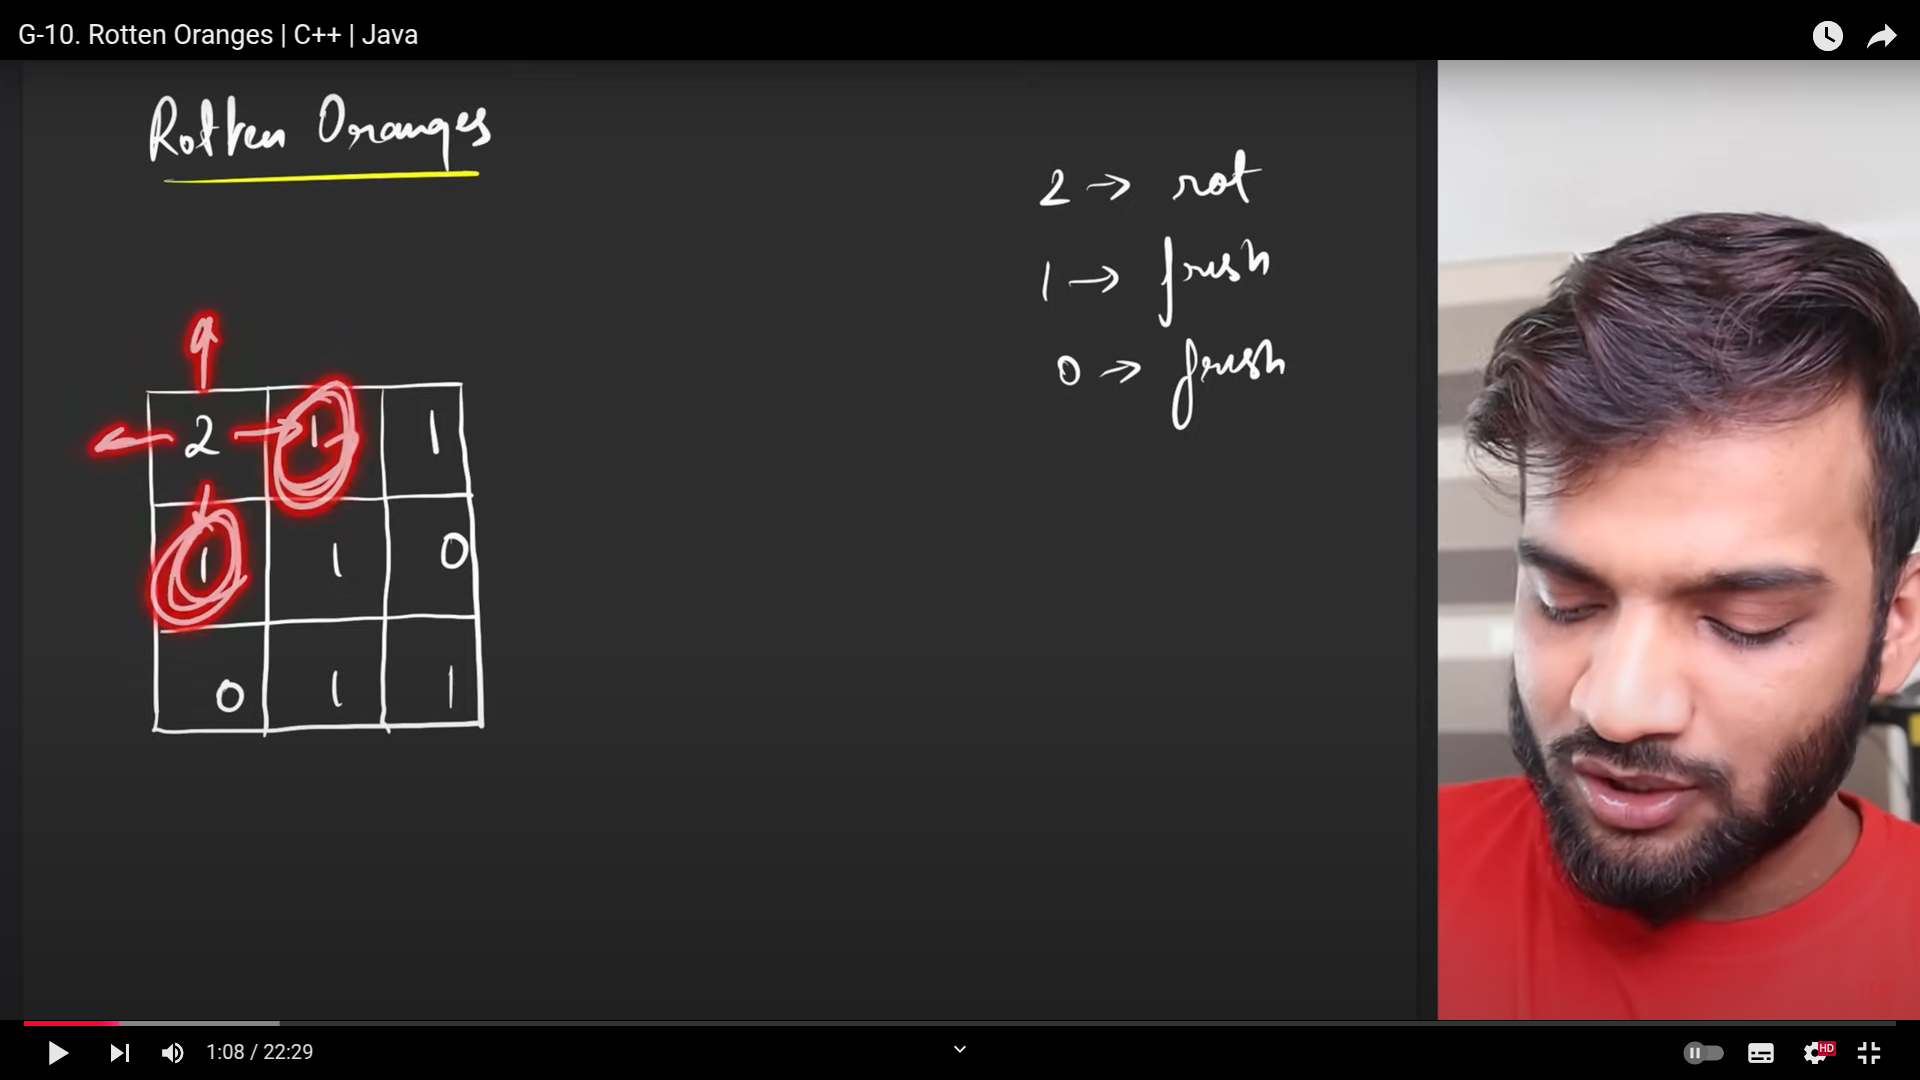 G-10. Rotten Oranges | C++ | Java
Rotten Oranges
2 → rot
1 → fresh
0 → fresh
2 1 1
1 1 0
0 1 1
1:08 / 22:29
HD